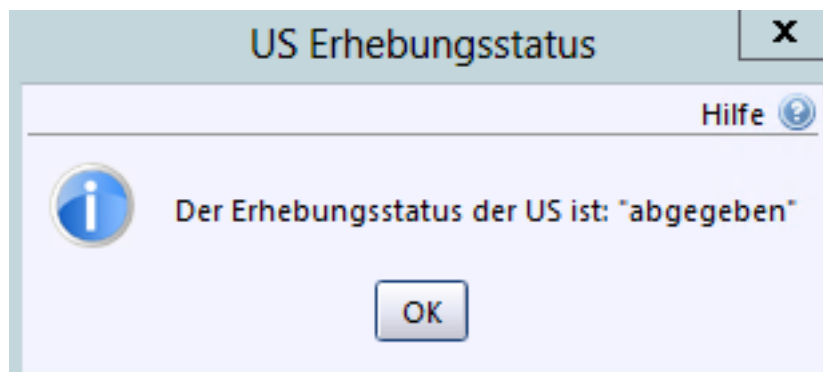 US Erhebungsstatus
x
Hilfe ?
i
Der Erhebungsstatus der US ist: "abgegeben"
OK